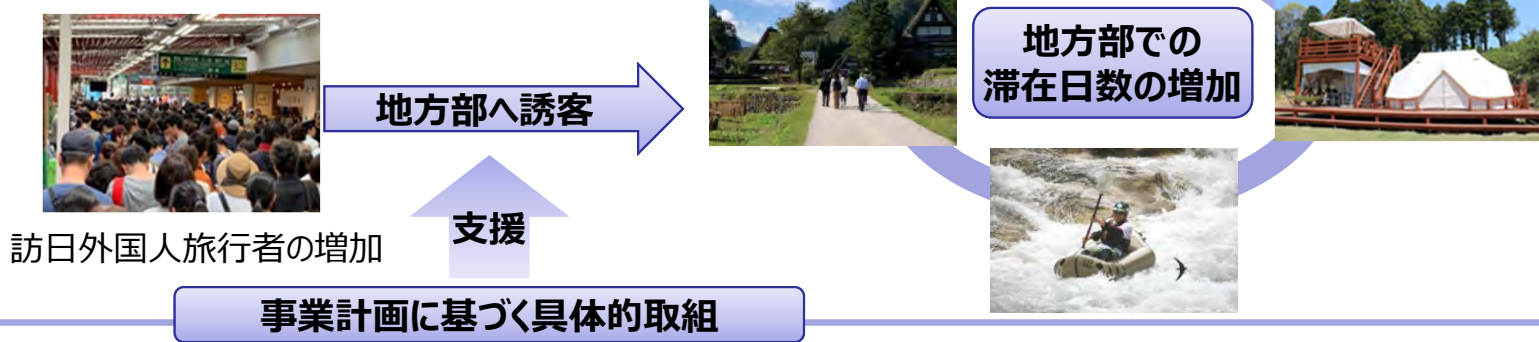 地方部での
滞在日数の増加
地方部へ誘客
支援
訪日外国人旅行者の増加
事業計画に基づく具体的取組